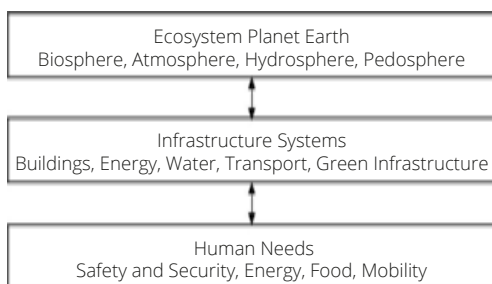 Ecosystem Planet Earth
Biosphere, Atmosphere, Hydrosphere, Pedosphere
Infrastructure Systems
Buildings, Energy, Water, Transport, Green Infrastructure
Human Needs
Safety and Security, Energy, Food, Mobility